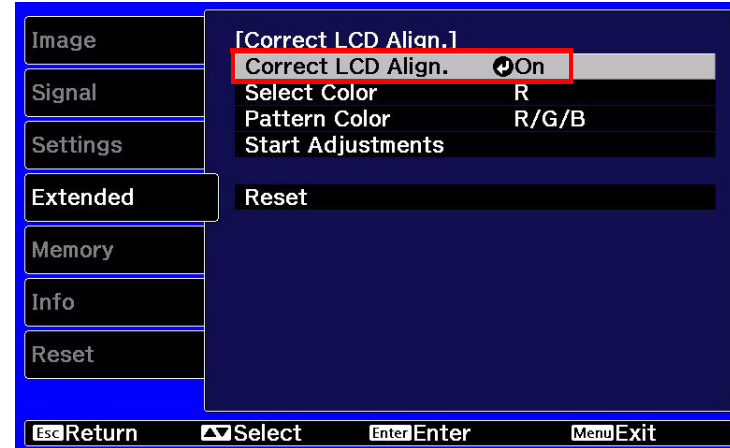 Image
Signal
Settings
Extended
Memory
Info
Reset
[Correct LCD Align.]
Correct LCD Align. On
Select Color R
Pattern Color R/G/B
Start Adjustments
Reset
Esc Return Select Enter Enter Menu Exit